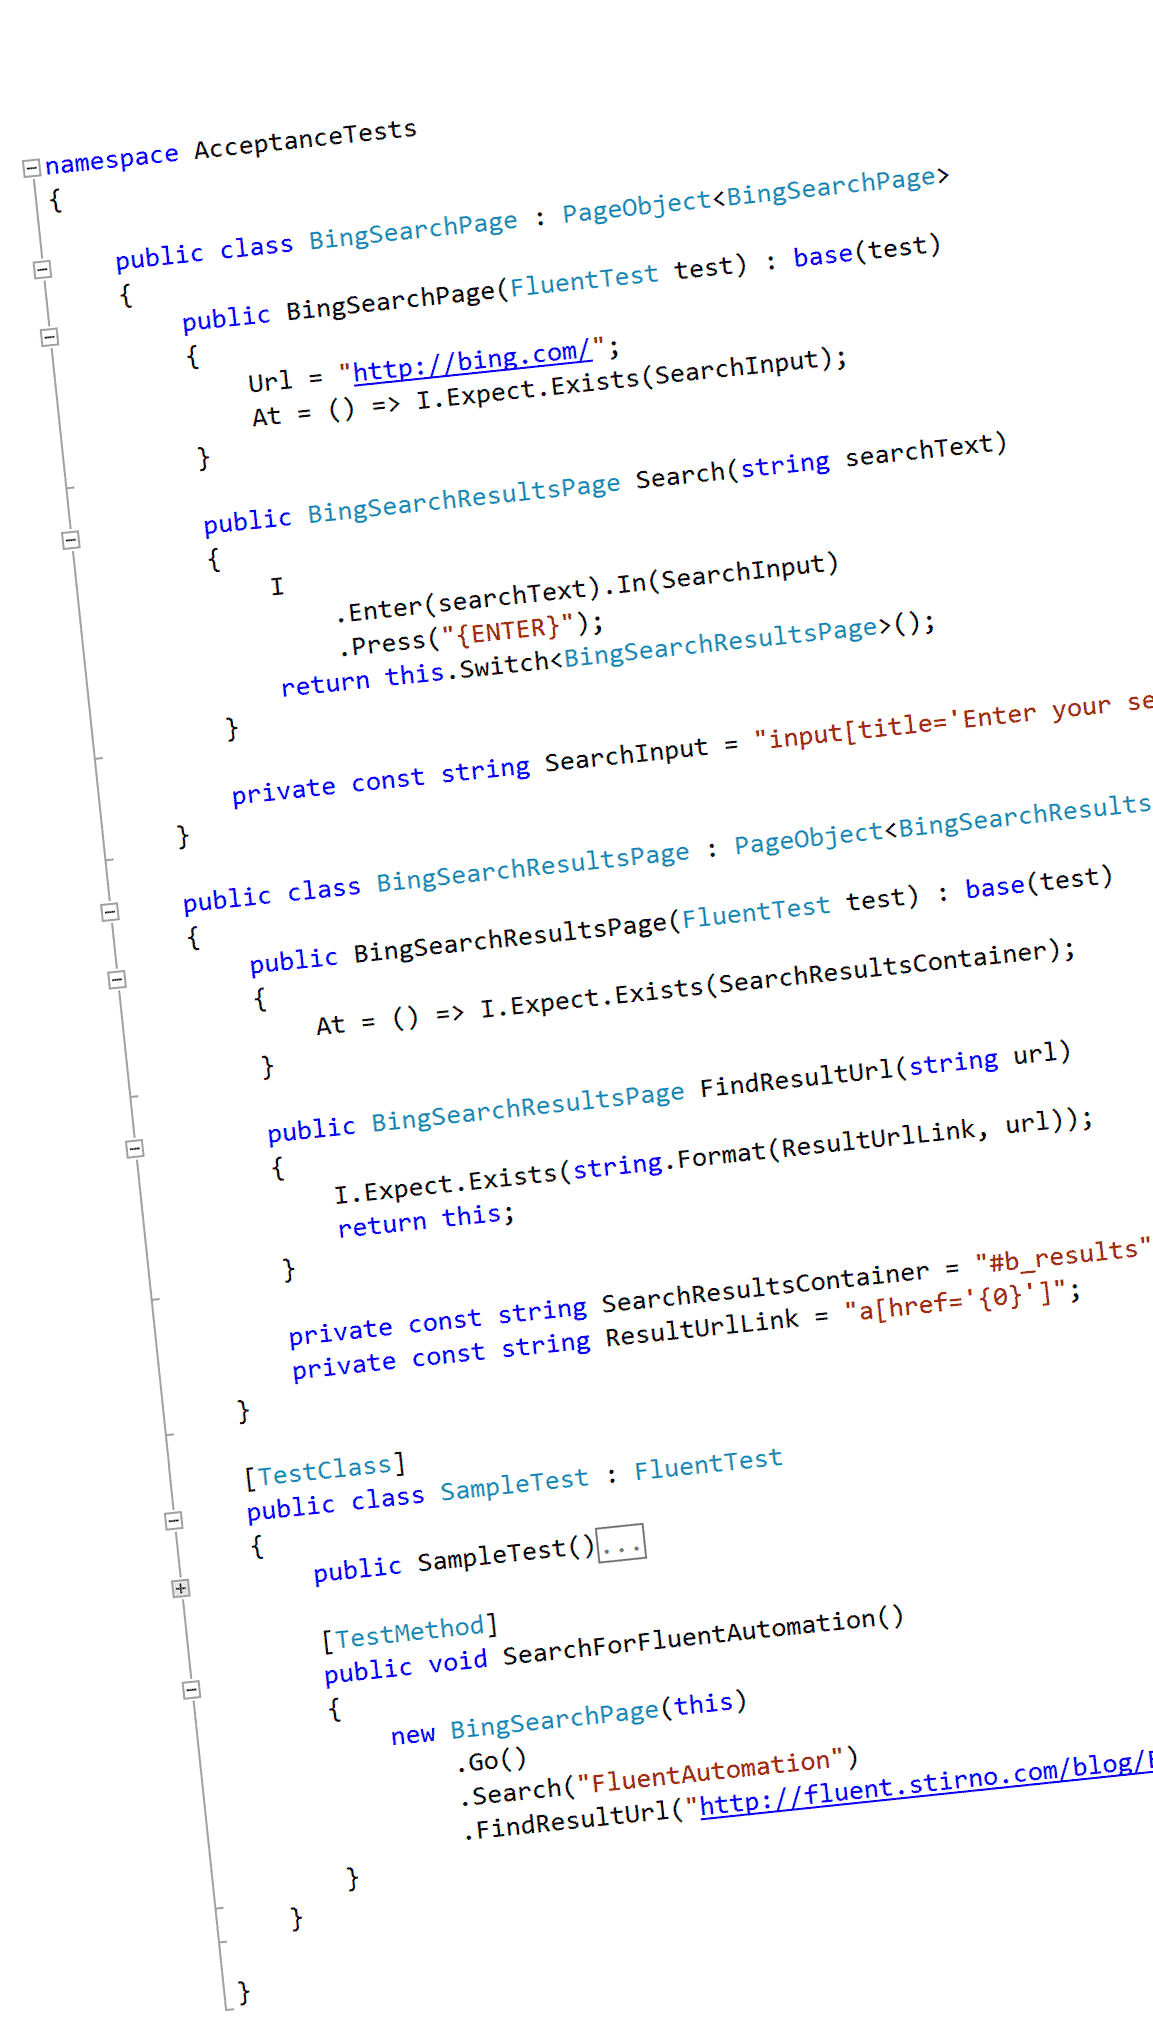 namespace AcceptanceTests
{
public class BingSearchPage : PageObject<BingSearchPage>
{
public BingSearchPage(FluentTest test) : base(test)
{
Url = "http://bing.com/";
At = () => I.Expect.Exists(SearchInput);
}
public BingSearchResultsPage Search(string searchText)
{
I
.Enter(searchText).In(SearchInput)
.Press("{ENTER}");
return this.Switch<BingSearchResultsPage>();
}
private const string SearchInput = "input[title='Enter your se
}
public class BingSearchResultsPage : PageObject<BingSearchResults
{
public BingSearchResultsPage(FluentTest test) : base(test)
{
At = () => I.Expect.Exists(SearchResultsContainer);
}
public BingSearchResultsPage FindResultUrl(string url)
{
I.Expect.Exists(string.Format(ResultUrlLink, url));
return this;
}
private const string SearchResultsContainer = "#b_results"
private const string ResultUrlLink = "a[href='{0}']";
}
[TestClass]
public class SampleTest : FluentTest
{
public SampleTest()...
[TestMethod]
public void SearchForFluentAutomation()
{
new BingSearchPage(this)
.Go()
.Search("FluentAutomation")
.FindResultUrl("http://fluent.stirno.com/blog/
}
}
}